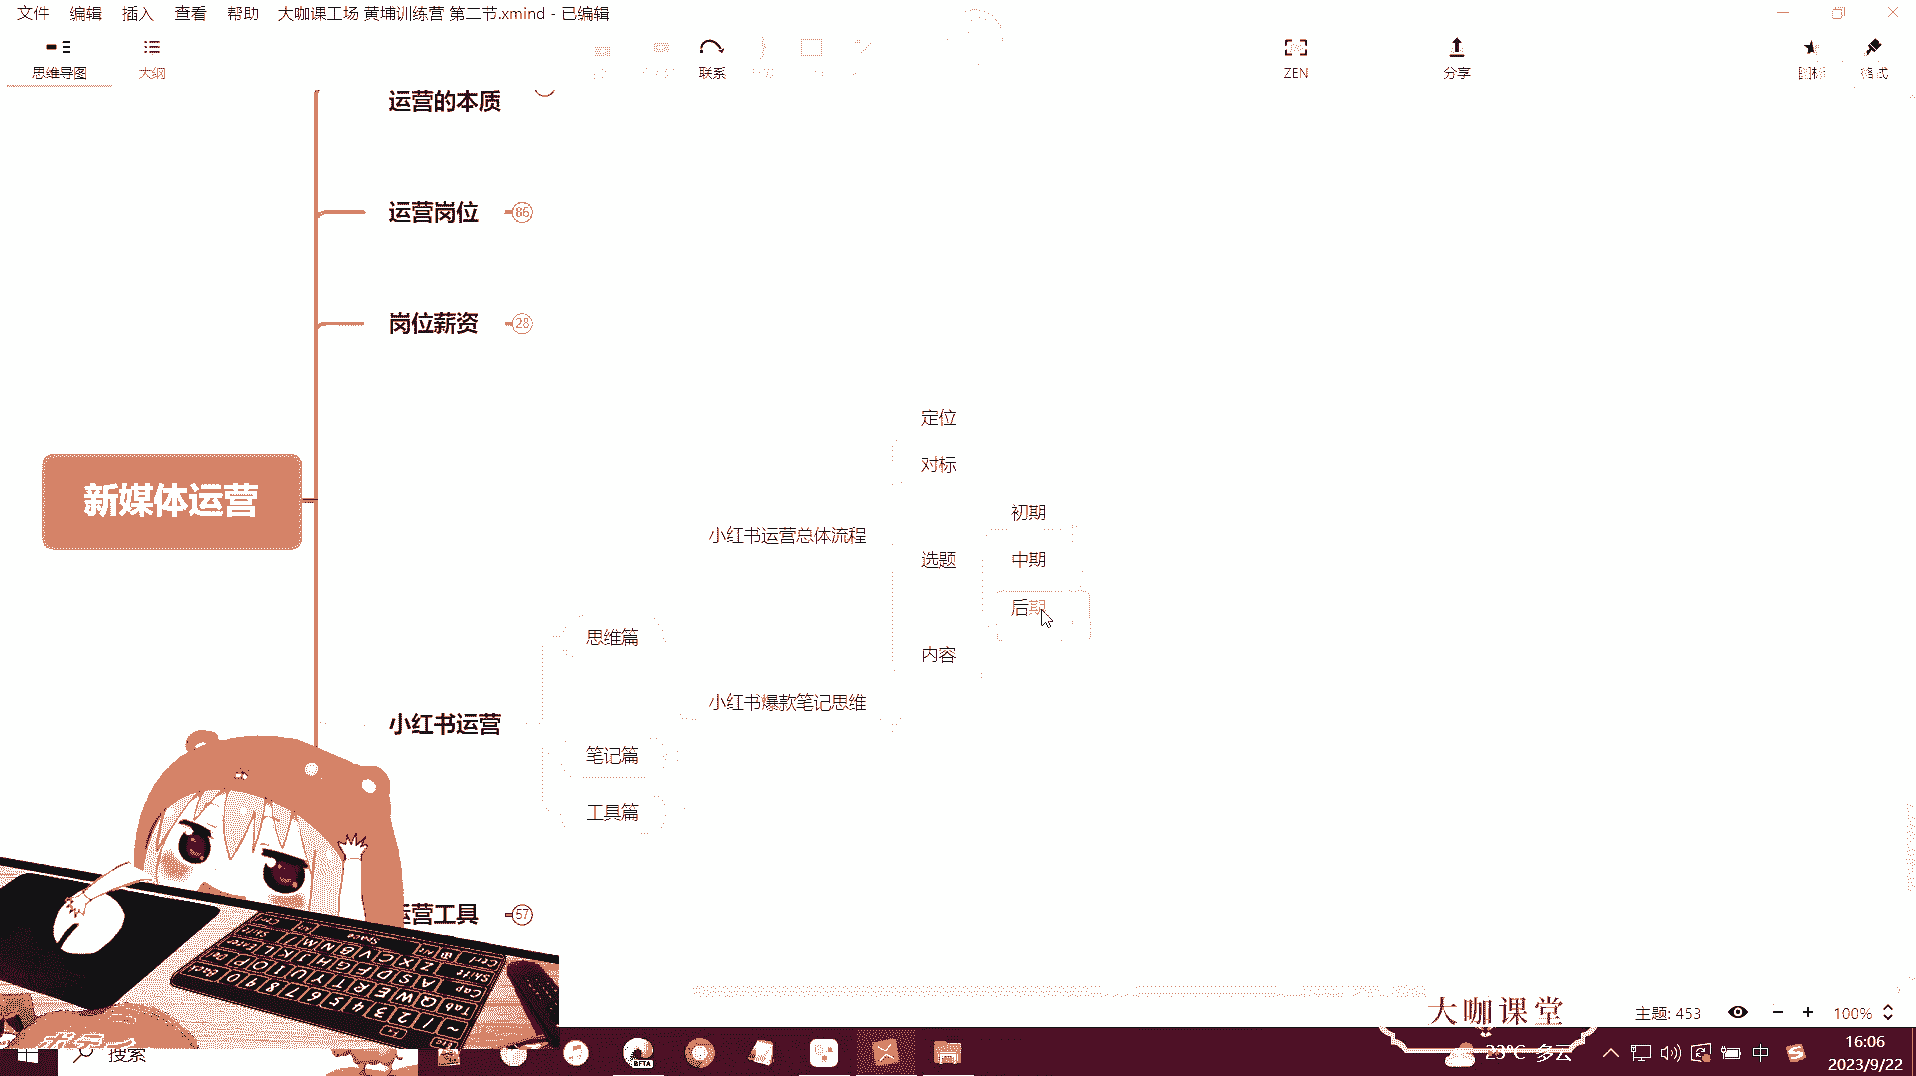 文件 编辑 插入 查看 帮助 大咖课工场 黄埔训练营 第二节.xmind - 已编辑
思维导图 大纲 联系 ZEN 分享 图标 格式
运营的本质
运营岗位 86
岗位薪资 28
定位
对标
初期
新媒体运营
小红书运营总体流程
选题
中期
后期
思维篇
内容
小红书爆款笔记思维
小红书运营
笔记篇
工具篇
运营工具 57
大咖课堂
主题: 453 100%
搜索
BETA
23°C 多云
中
16:06
2023/9/22